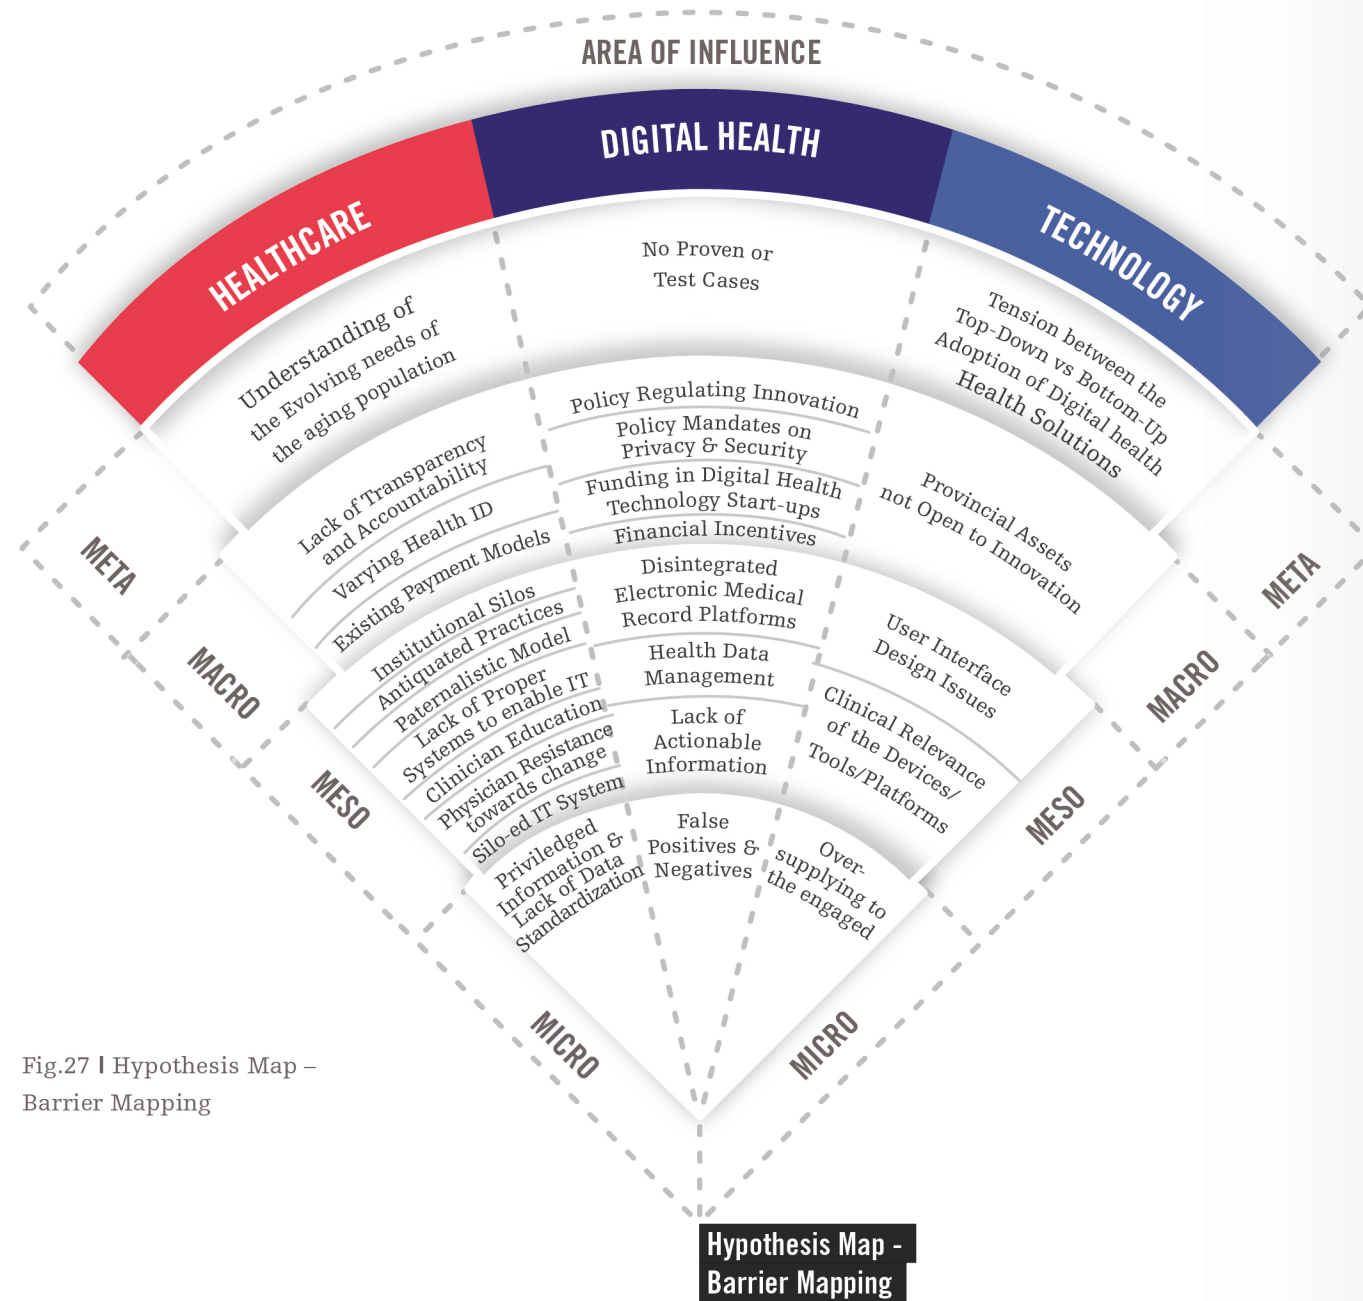 AREA OF INFLUENCE
HEALTHCARE
DIGITAL HEALTH
TECHNOLOGY
Understanding of
the Evolving needs of
the aging population
No Proven or
Test Cases
Tension between the
Top-Down vs Bottom-Up
Adoption of Digital health
Health Solutions
Lack of Transparency
and Accountability
Varying Health ID
Existing Payment Models
Policy Regulating Innovation
Policy Mandates on
Privacy & Security
Funding in Digital Health
Technology Start-ups
Financial Incentives
Provincial Assets
not Open to Innovation
Institutional Silos
Antiquated Practices
Paternalistic Model
Lack of Proper
Systems to enable IT
Clinician Education
Physician Resistance
towards change
Silo-ed IT System
Disintegrated
Electronic Medical
Record Platforms
Health Data
Management
Lack of
Actionable
Information
User Interface
Design Issues
Clinical Relevance
of the Devices/
Tools/Platforms
Priviledged
Information &
Lack of Data
Standardization
False
Positives &
Negatives
Over-
supplying to
the engaged
META
MACRO
MESO
MICRO
META
MACRO
MESO
MICRO
Fig.27 | Hypothesis Map –
Barrier Mapping
Hypothesis Map -
Barrier Mapping